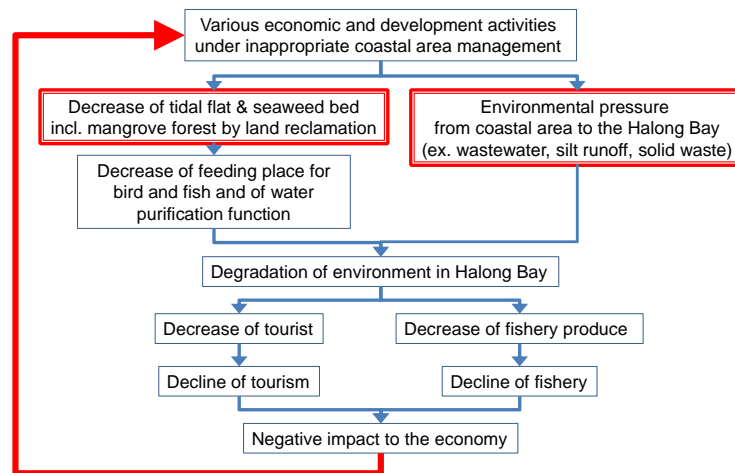 Various economic and development activities
under inappropriate coastal area management
Decrease of tidal flat & seaweed bed
incl. mangrove forest by land reclamation
Environmental pressure
from coastal area to the Halong Bay
(ex. wastewater, silt runoff, solid waste)
Decrease of feeding place for
bird and fish and of water
purification function
Degradation of environment in Halong Bay
Decrease of tourist
Decrease of fishery produce
Decline of tourism
Decline of fishery
Negative impact to the economy